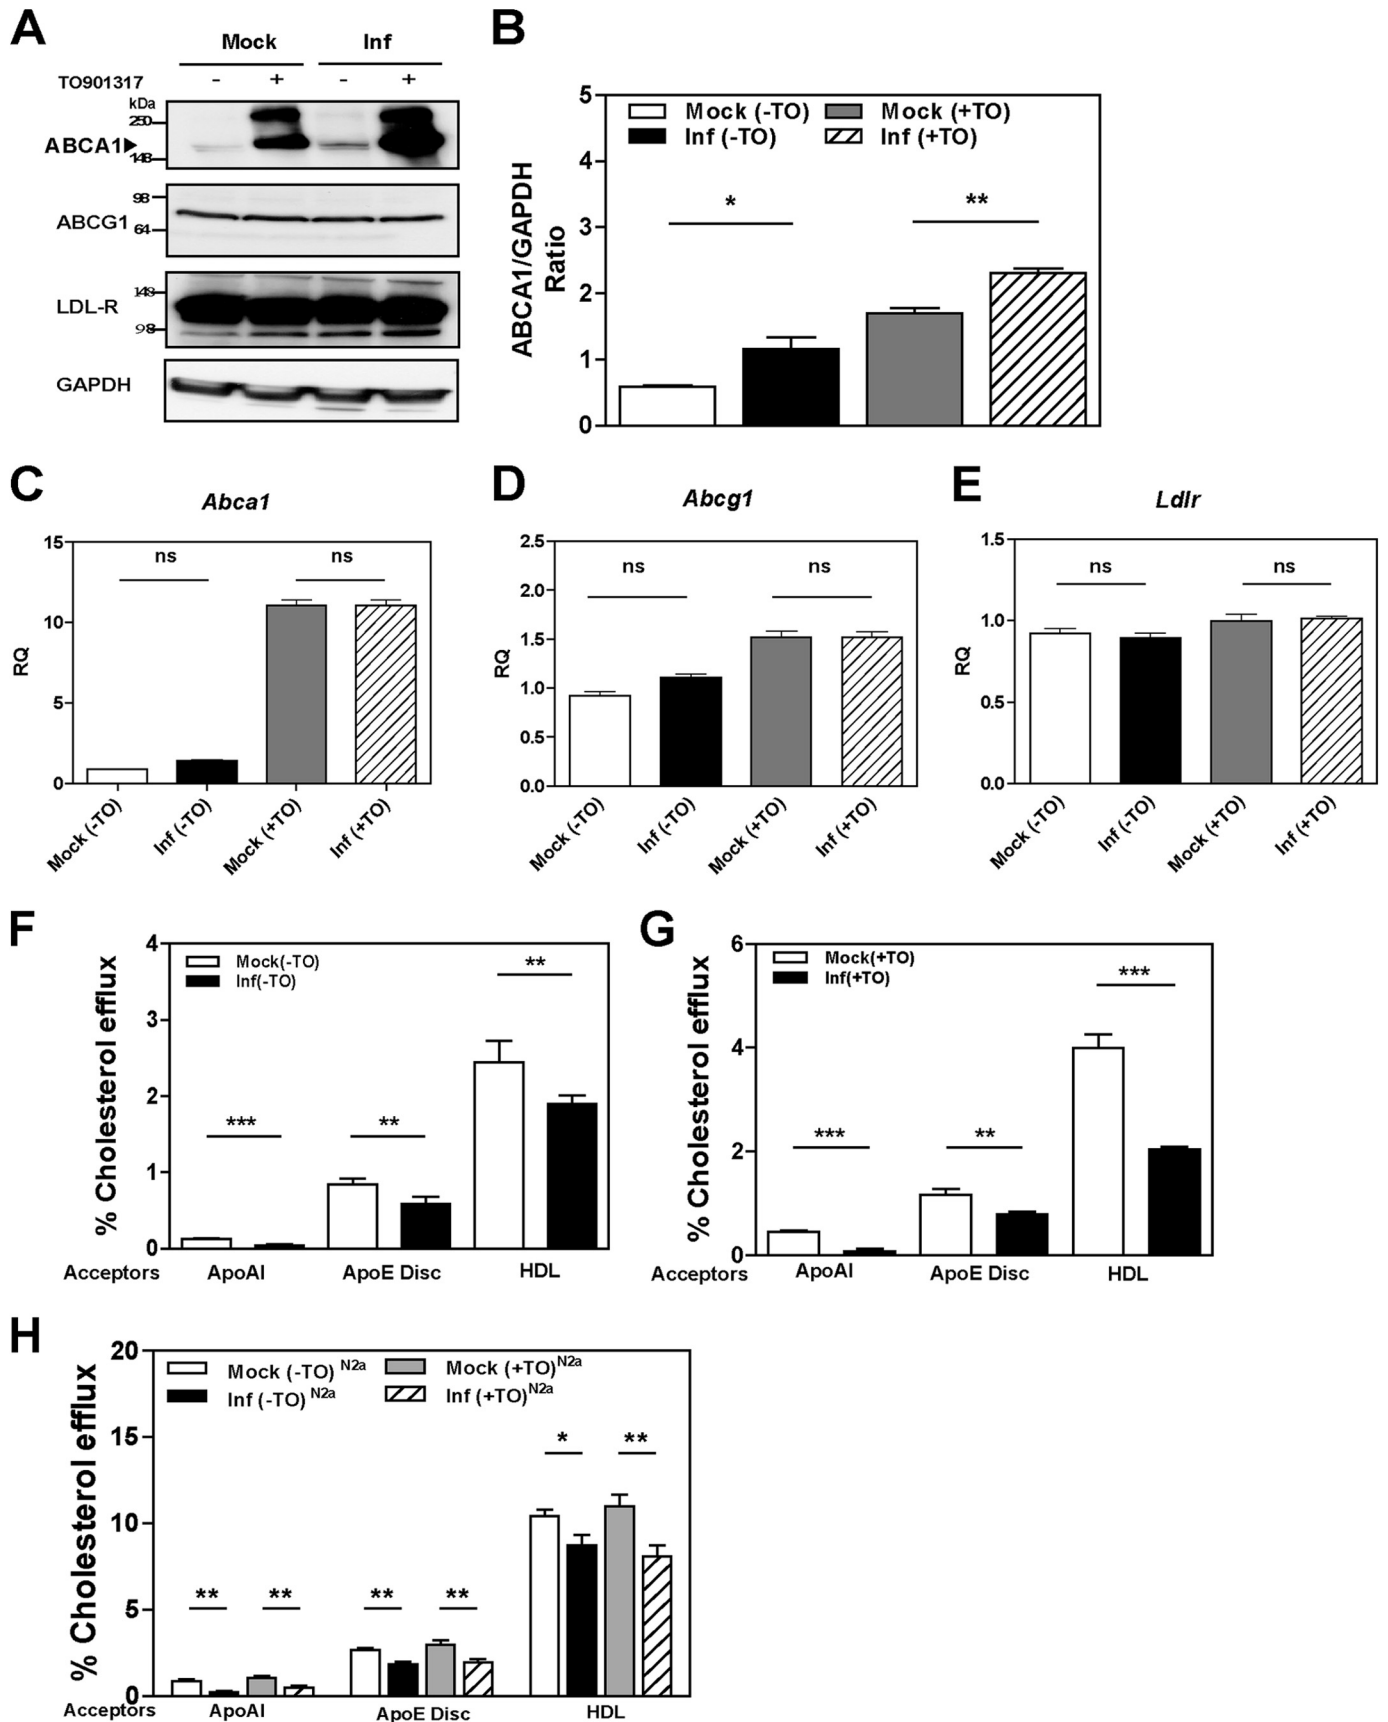 A
Mock Inf
TO901317 - + - +
kDa
250
ABCA1
148
98
ABCG1
64
148
LDL-R
98
GAPDH
B
5
4
3
2
1
0
ABCA1/GAPDH
Ratio
Mock (-TO) Mock (+TO)
Inf (-TO) Inf (+TO)
* **
C
Abca1
15
10
5
0
RQ
ns ns
Mock (-TO) Inf (-TO) Mock (+TO) Inf (+TO)
D
Abcg1
2.5
2.0
1.5
1.0
0.5
0.0
RQ
ns ns
Mock (-TO) Inf (-TO) Mock (+TO) Inf (+TO)
E
Ldlr
1.5
1.0
0.5
0.0
RQ
ns ns
Mock (-TO) Inf (-TO) Mock (+TO) Inf (+TO)
F
4
3
2
1
0
% Cholesterol efflux
Mock(-TO)
Inf(-TO)
*** ** **
Acceptors ApoAI ApoE Disc HDL
G
6
4
2
0
% Cholesterol efflux
Mock(+TO)
Inf(+TO)
*** ** ***
Acceptors ApoAI ApoE Disc HDL
H
20
15
10
5
0
% Cholesterol efflux
Mock (-TO) N2a Mock (+TO) N2a
Inf (-TO) N2a Inf (+TO) N2a
** ** ** ** * **
Acceptors ApoAI ApoE Disc HDL